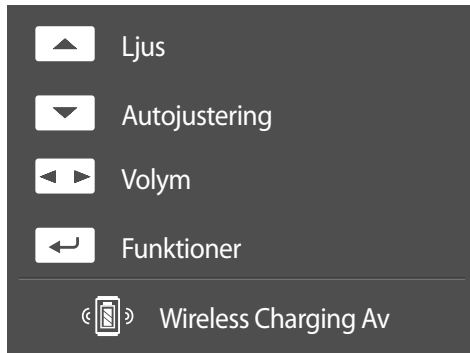 Ljus
Autojustering
Volym
Funktioner
Wireless Charging Av